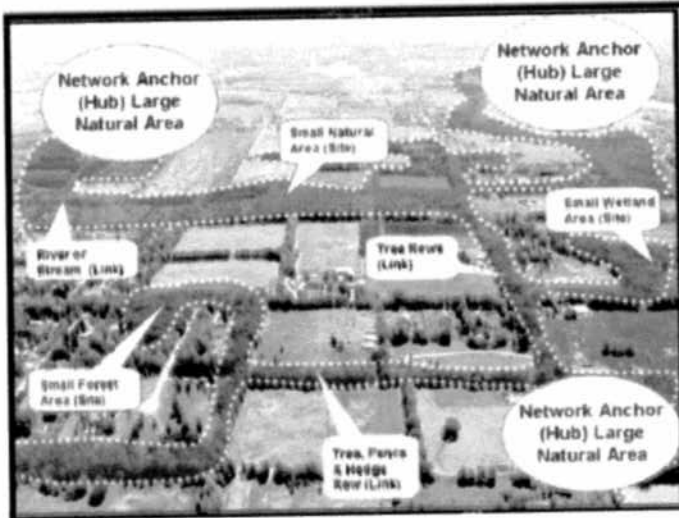 Network Anchor
(Hub) Large
Natural Area
Network Anchor
(Hub) Large
Natural Area
Small Natural
Area (Site)
Small Wetland
Area (Site)
River or
Stream (Link)
Tree Rows
(Link)
Small Forest
Area (Site)
Tree, Fence
& Hedge
Row (Link)
Network Anchor
(Hub) Large
Natural Area